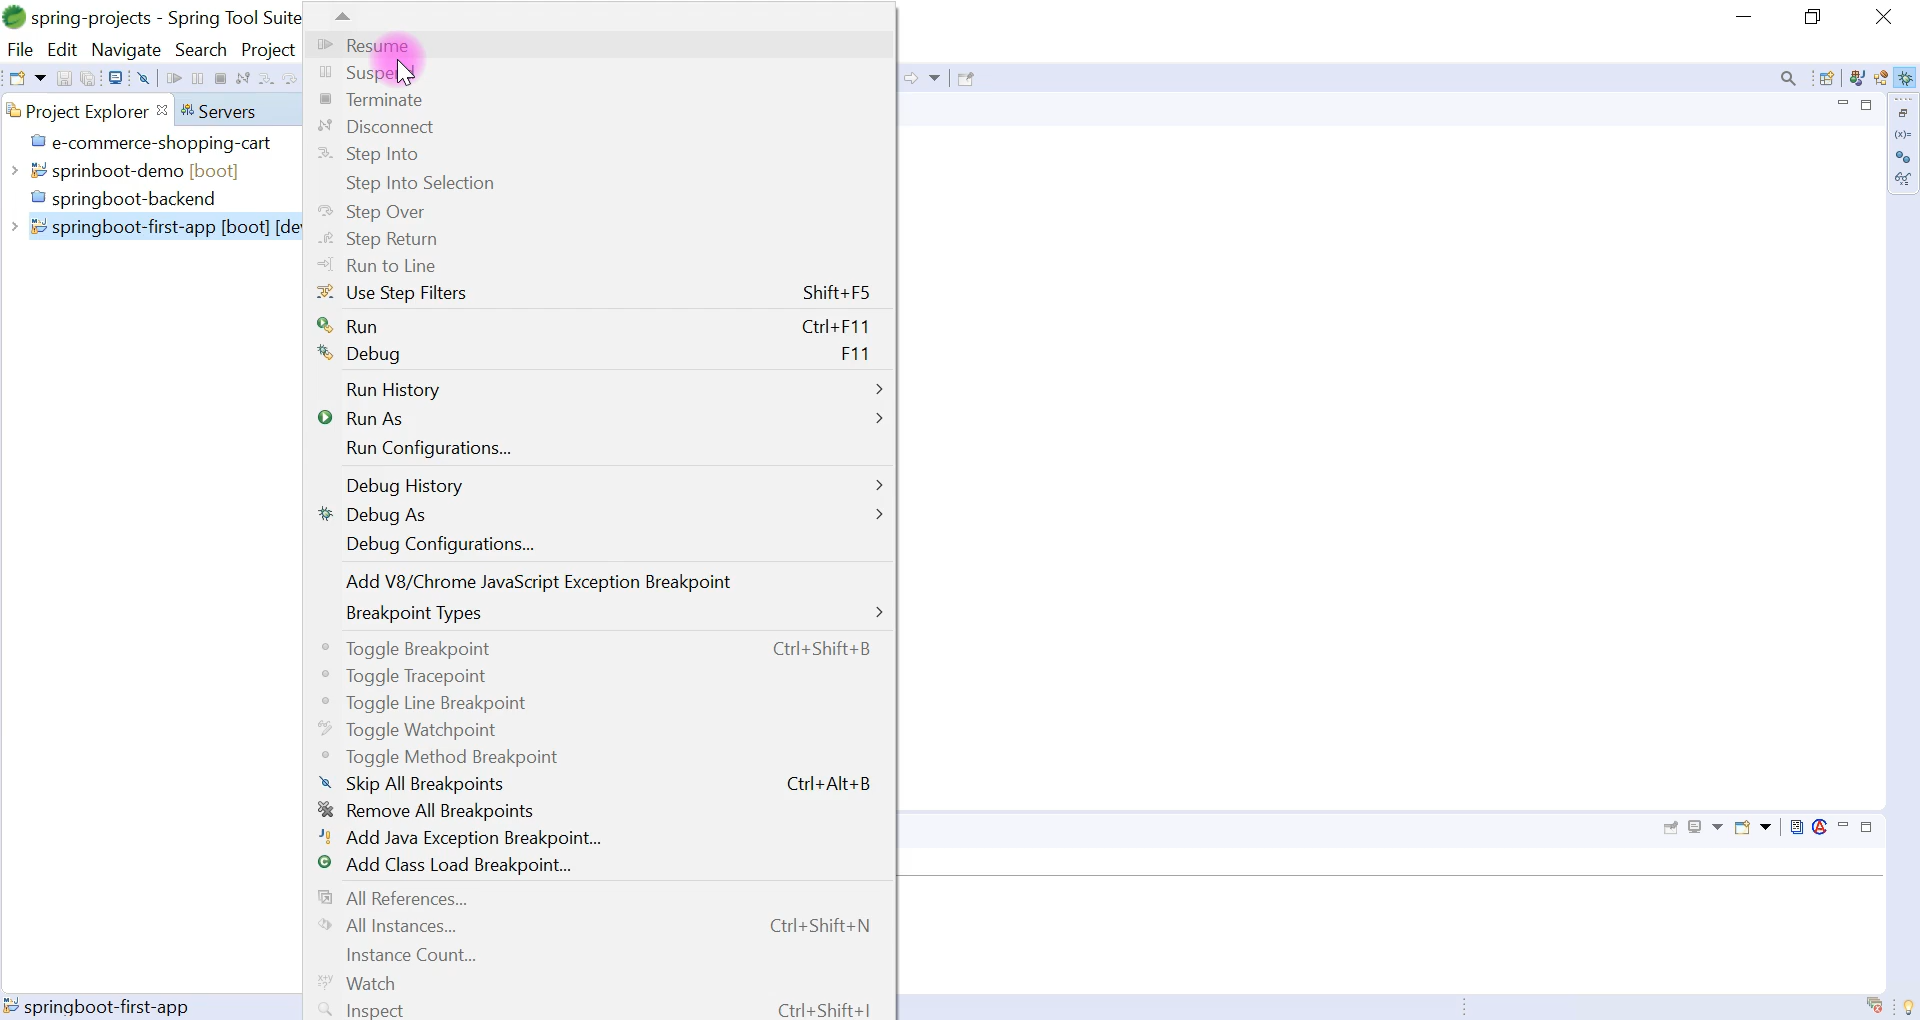 spring-projects - Spring Tool Suite
File Edit Navigate Search Project
Project Explorer
Servers
e-commerce-shopping-cart
sprinboot-demo [boot]
springboot-backend
springboot-first-app [boot] [dev
Resume
Suspend
Terminate
Disconnect
Step Into
Step Into Selection
Step Over
Step Return
Run to Line
Use Step Filters Shift+F5
Run Ctrl+F11
Debug F11
Run History
Run As
Run Configurations...
Debug History
Debug As
Debug Configurations...
Add V8/Chrome JavaScript Exception Breakpoint
Breakpoint Types
Toggle Breakpoint Ctrl+Shift+B
Toggle Tracepoint
Toggle Line Breakpoint
Toggle Watchpoint
Toggle Method Breakpoint
Skip All Breakpoints Ctrl+Alt+B
Remove All Breakpoints
Add Java Exception Breakpoint...
Add Class Load Breakpoint...
All References...
All Instances... Ctrl+Shift+N
Instance Count...
Watch
Inspect Ctrl+Shift+I
(x)=
springboot-first-app